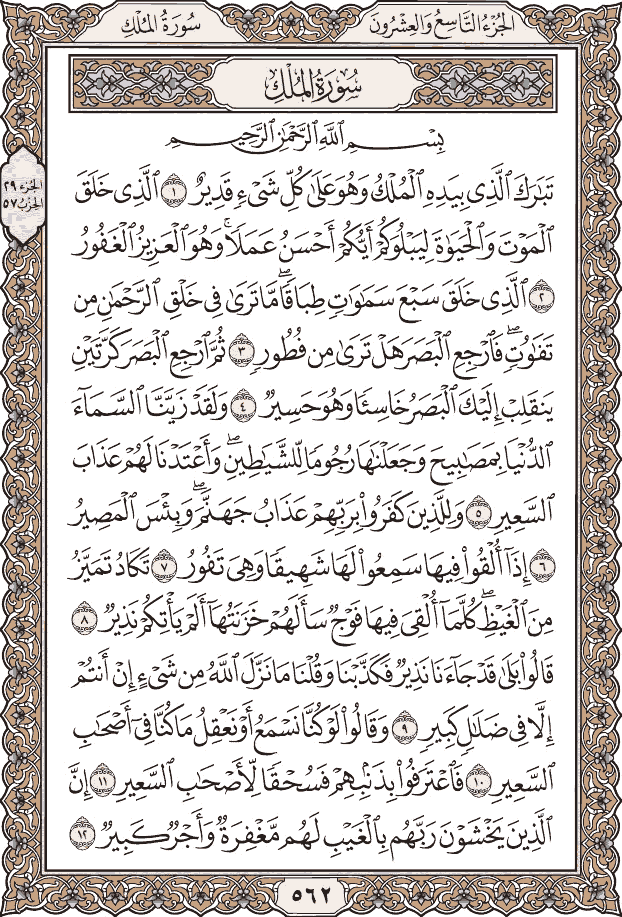 الجُزْءُ التَّاسِعُ وَالعِشْرُونَ
سُورَةُ المُلْكِ
سُورَةُ المُلْكِ
بِسْمِ ٱللَّهِ ٱلرَّحْمَٰنِ ٱلرَّحِيمِ
تَبَٰرَكَ ٱلَّذِى بِيَدِهِ ٱلْمُلْكُ وَهُوَ عَلَىٰ كُلِّ شَىْءٍ قَدِيرٌ ١ ٱلَّذِى خَلَقَ
الجزء ٢٩
الحزب ٥٧
ٱلْمَوْتَ وَٱلْحَيَوٰةَ لِيَبْلُوَكُمْ أَيُّكُمْ أَحْسَنُ عَمَلًا ۚ وَهُوَ ٱلْعَزِيزُ ٱلْغَفُورُ
٢ ٱلَّذِى خَلَقَ سَبْعَ سَمَٰوَٰتٍ طِبَاقًا ۖ مَّا تَرَىٰ فِى خَلْقِ ٱلرَّحْمَٰنِ مِن
تَفَٰوُتٍ ۖ فَٱرْجِعِ ٱلْبَصَرَ هَلْ تَرَىٰ مِن فُطُورٍ ٣ ثُمَّ ٱرْجِعِ ٱلْبَصَرَ كَرَّتَيْنِ
يَنقَلِبْ إِلَيْكَ ٱلْبَصَرُ خَاسِئًا وَهُوَ حَسِيرٌ ٤ وَلَقَدْ زَيَّنَّا ٱلسَّمَآءَ
ٱلدُّنْيَا بِمَصَٰبِيحَ وَجَعَلْنَٰهَا رُجُومًا لِّلشَّيَٰطِينِ ۖ وَأَعْتَدْنَا لَهُمْ عَذَابَ
ٱلسَّعِيرِ ٥ وَلِلَّذِينَ كَفَرُوا۟ بِرَبِّهِمْ عَذَابُ جَهَنَّمَ ۖ وَبِئْسَ ٱلْمَصِيرُ
٦ إِذَآ أُلْقُوا۟ فِيهَا سَمِعُوا۟ لَهَا شَهِيقًا وَهِىَ تَفُورُ ٧ تَكَادُ تَمَيَّزُ
مِنَ ٱلْغَيْظِ ۖ كُلَّمَآ أُلْقِىَ فِيهَا فَوْجٌ سَأَلَهُمْ خَزَنَتُهَآ أَلَمْ يَأْتِكُمْ نَذِيرٌ ٨
قَالُوا۟ بَلَىٰ قَدْ جَآءَنَا نَذِيرٌ فَكَذَّبْنَا وَقُلْنَا مَا نَزَّلَ ٱللَّهُ مِن شَىْءٍ إِنْ أَنتُمْ
إِلَّا فِى ضَلَٰلٍ كَبِيرٍ ٩ وَقَالُوا۟ لَوْ كُنَّا نَسْمَعُ أَوْ نَعْقِلُ مَا كُنَّا فِىٓ أَصْحَٰبِ
ٱلسَّعِيرِ ١٠ فَٱعْتَرَفُوا۟ بِذَنۢبِهِمْ فَسُحْقًا لِّأَصْحَٰبِ ٱلسَّعِيرِ ١١ إِنَّ
ٱلَّذِينَ يَخْشَوْنَ رَبَّهُم بِٱلْغَيْبِ لَهُم مَّغْفِرَةٌ وَأَجْرٌ كَبِيرٌ ١٢
٥٦٢